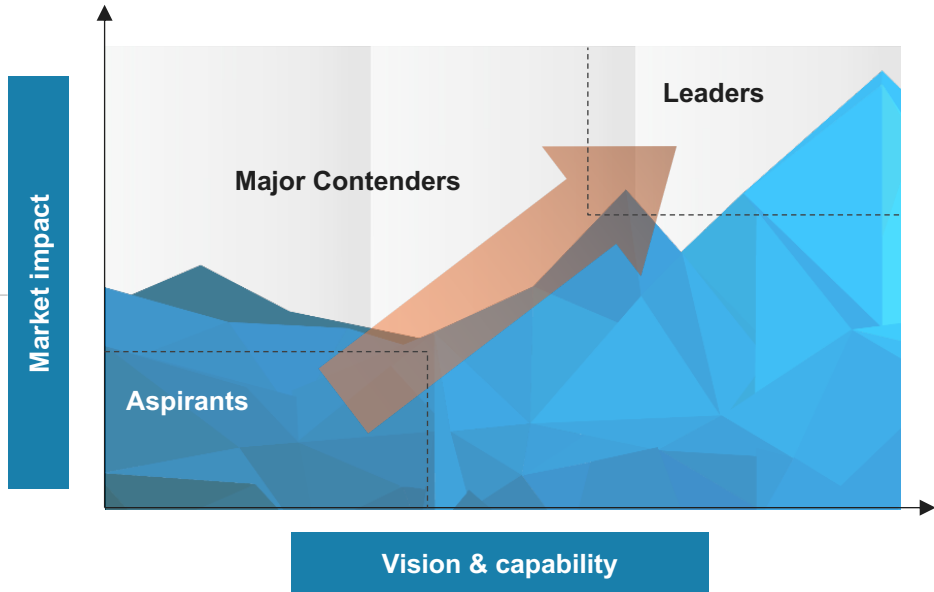 Leaders
Major Contenders
Market impact
Aspirants
Vision & capability